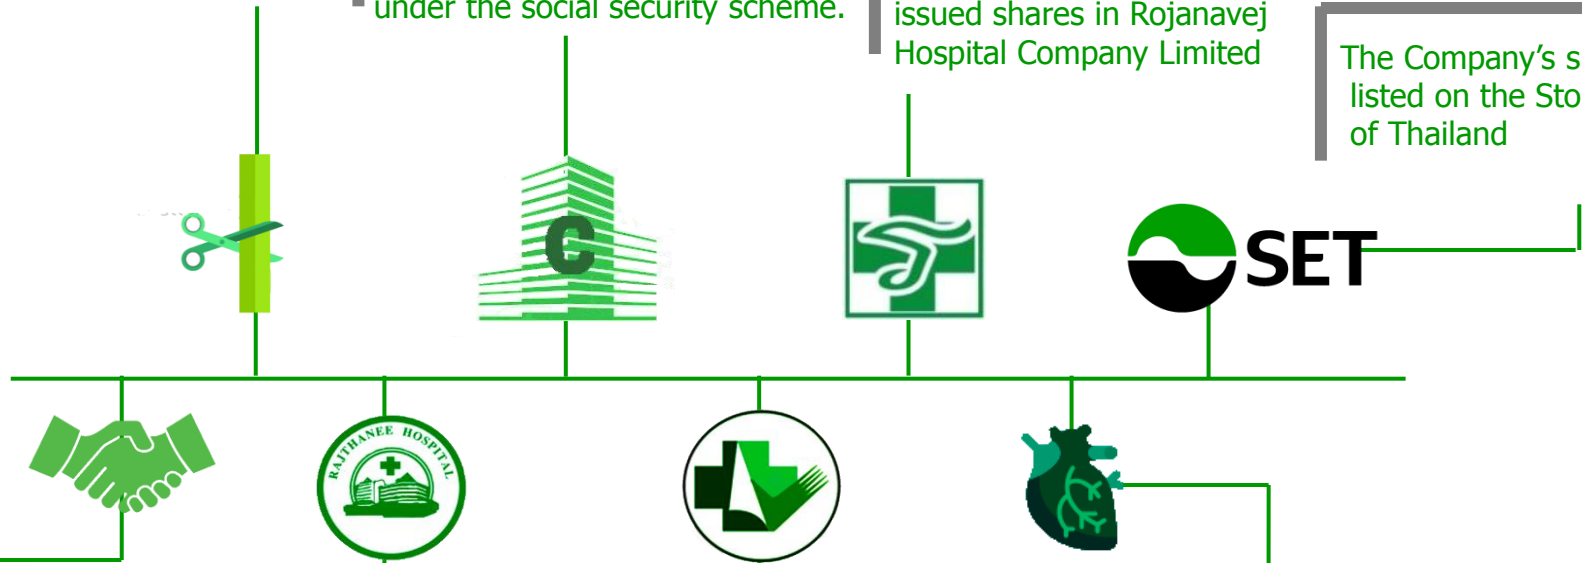 under the social security scheme.
issued shares in Rojanavej
Hospital Company Limited
The Company’s s
listed on the Sto
of Thailand
C
SET
RAJTHANEE HOSPITAL